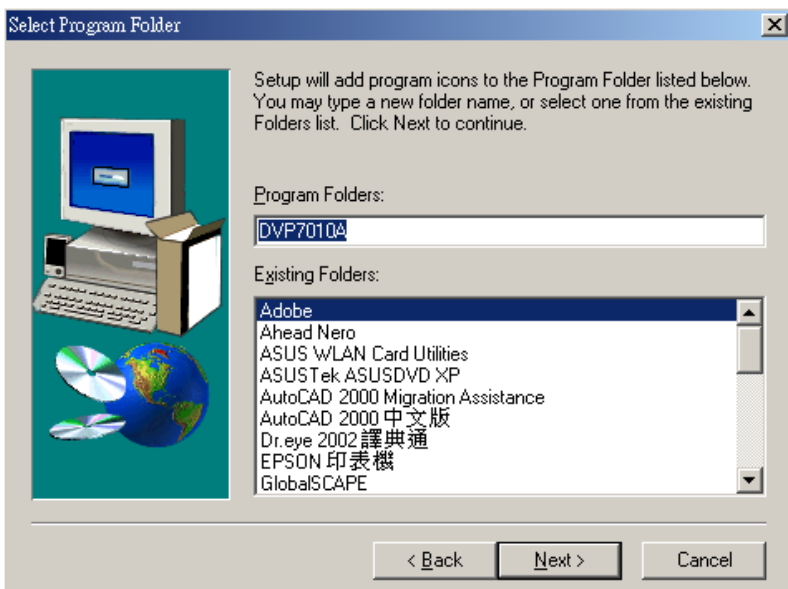 Select Program Folder
Setup will add program icons to the Program Folder listed below.
You may type a new folder name, or select one from the existing
Folders list.  Click Next to continue.
Program Folders:
DVP7010A
Existing Folders:
Adobe
Ahead Nero
ASUS WLAN Card Utilities
ASUSTek ASUSDVD XP
AutoCAD 2000 Migration Assistance
AutoCAD 2000 中文版
Dr.eye 2002 譯典通
EPSON 印表機
GlobalSCAPE
< Back
Next >
Cancel